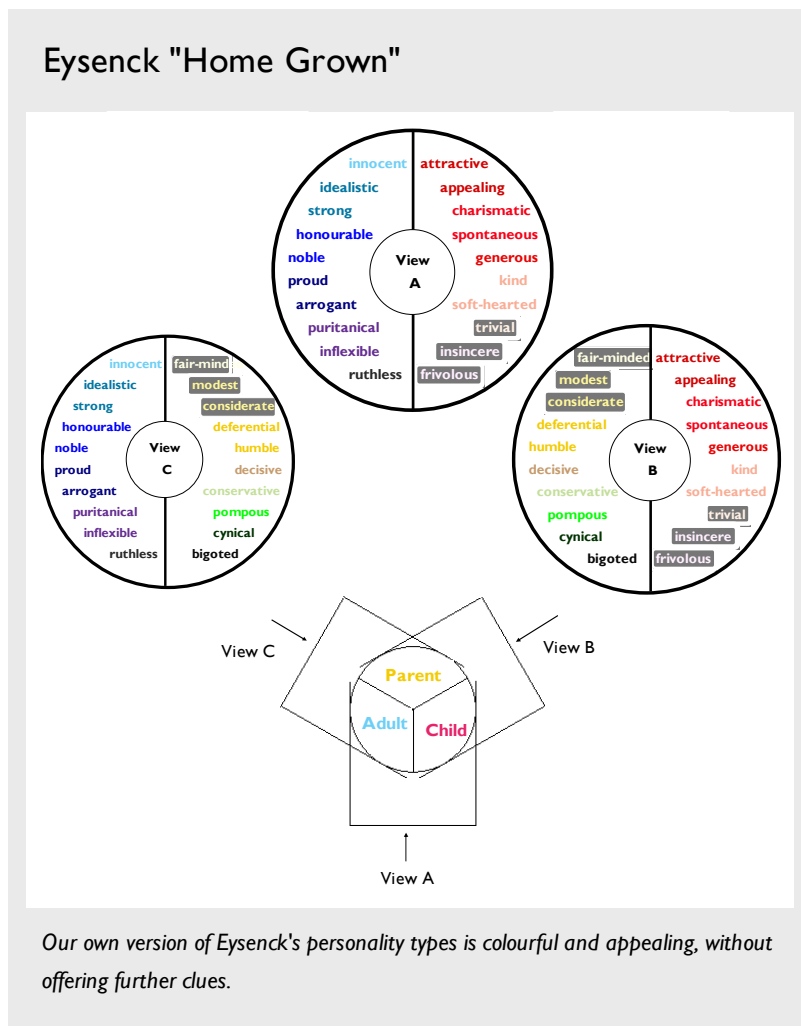 Eysenck "Home Grown"
innocent attractive
idealistic appealing
strong charismatic
honourable spontaneous
noble generous
View
A
proud kind
arrogant soft-hearted
puritanical trivial
inflexible insincere
ruthless frivolous
innocent fair-mind
idealistic modest
strong considerate
honourable deferential
noble humble
View
C
proud decisive
arrogant conservative
puritanical pompous
inflexible cynical
ruthless bigoted
fair-minded attractive
modest appealing
considerate charismatic
deferential spontaneous
humble generous
View
B
decisive kind
conservative soft-hearted
pompous trivial
cynical insincere
bigoted frivolous
View C
View B
Parent
Adult
Child
View A
Our own version of Eysenck's personality types is colourful and appealing, without
offering further clues.